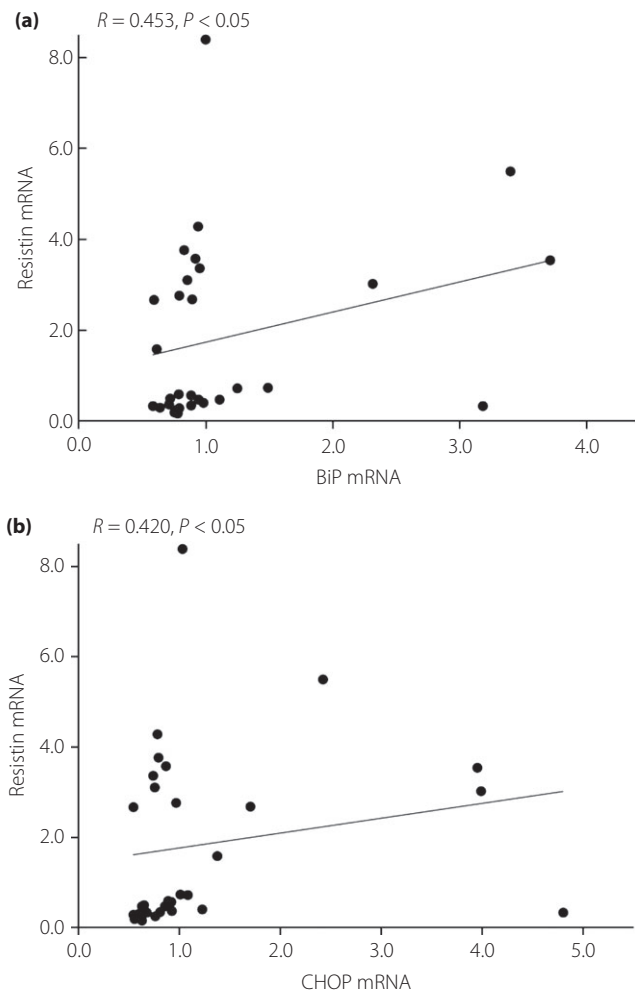 (a)
R = 0.453, P < 0.05
8.0
6.0
4.0
2.0
0.0
Resistin mRNA
0.0 1.0 2.0 3.0 4.0
BiP mRNA
(b)
R = 0.420, P < 0.05
8.0
6.0
4.0
2.0
0.0
Resistin mRNA
0.0 1.0 2.0 3.0 4.0 5.0
CHOP mRNA